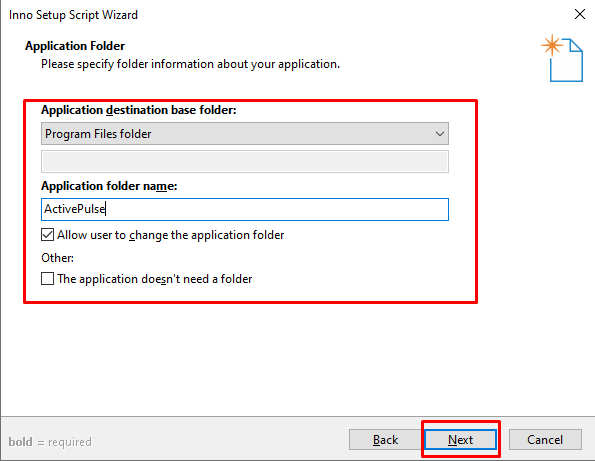 Inno Setup Script Wizard
Application Folder
Please specify folder information about your application.
Application destination base folder:
Program Files folder
Application folder name:
ActivePulse
Allow user to change the application folder
Other:
The application doesn't need a folder
bold = required
Back
Next
Cancel